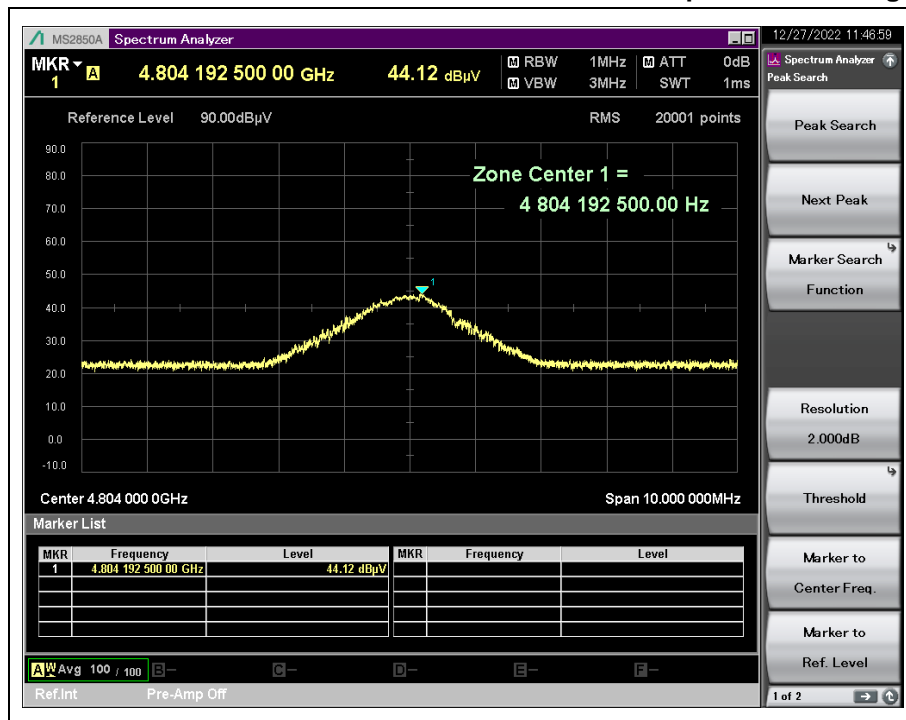 MS2850A Spectrum Analyzer
12/27/2022 11:46:59
MKR 1 A 4.804 192 500 00 GHz 44.12 dBµV
M RBW 1MHz M ATT 0dB
M VBW 3MHz SWT 1ms
Reference Level 90.00dBµV RMS 20001 points
Zone Center 1 =
4 804 192 500.00 Hz
90.0
80.0
70.0
60.0
50.0
40.0
30.0
20.0
10.0
0.0
-10.0
1
Center 4.804 000 0GHz Span 10.000 000MHz
Marker List
MKR Frequency Level MKR Frequency Level
1 4.804 192 500 00 GHz 44.12 dBµV
A W Avg 100 / 100 B- C- D- E- F-
Ref.Int Pre-Amp Off
Spectrum Analyzer
Peak Search
Peak Search
Next Peak
Marker Search
Function
Resolution
2.000dB
Threshold
Marker to
Center Freq.
Marker to
Ref. Level
1 of 2